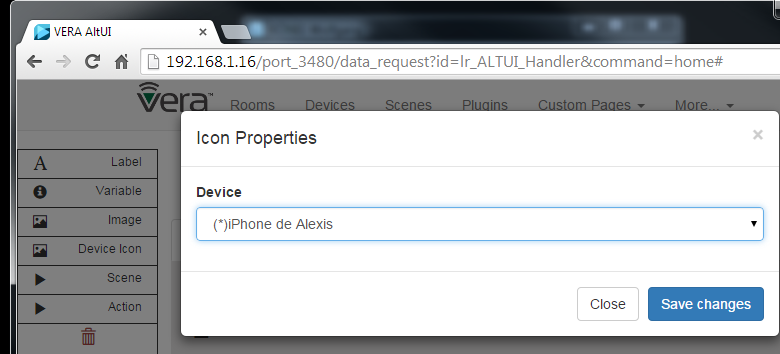 VERA AltUI
192.168.1.16/port_3480/data_request?id=lr_ALTUI_Handler&command=home#
vera™ Rooms Devices Scenes Plugins Custom Pages More...
Icon Properties ×
Label
Variable
Image
Device Icon
Scene
Action
Device
(*)iPhone de Alexis
Close Save changes